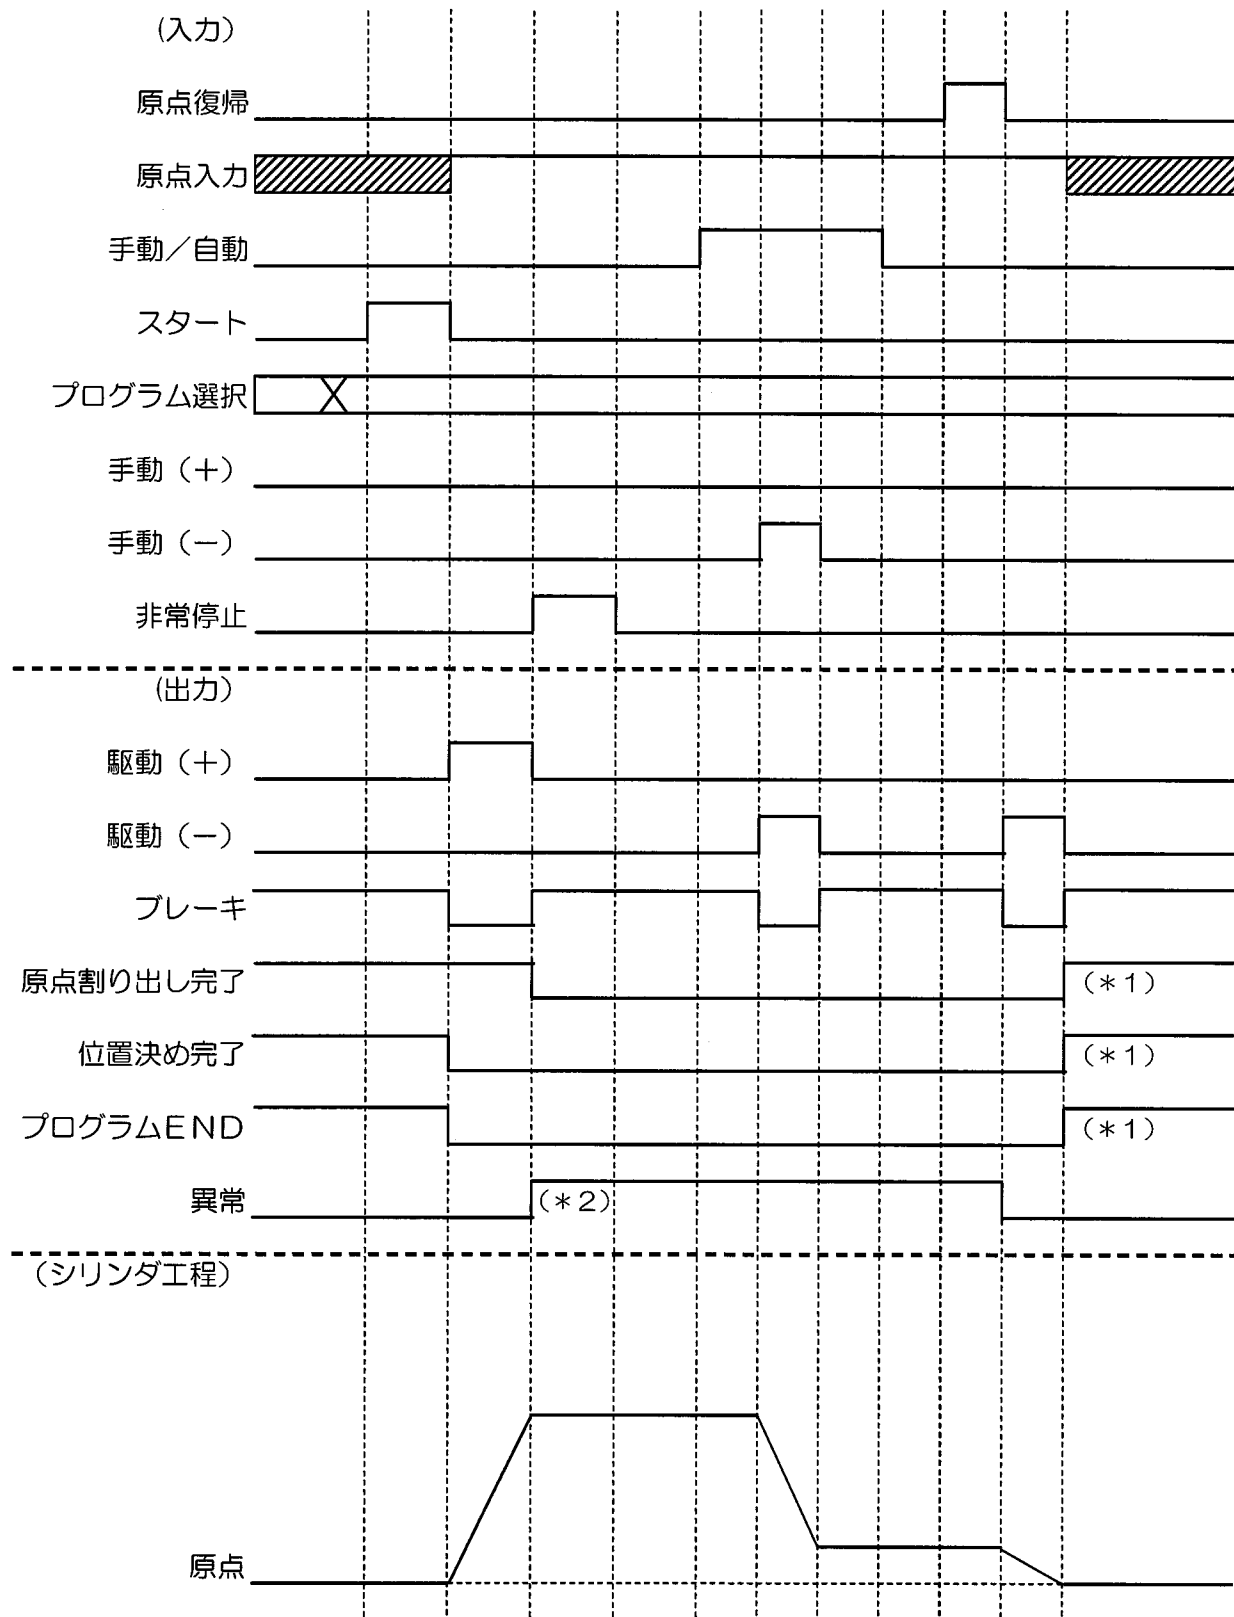 (入力)
原点復帰
原点入力
手動／自動
スタート
プログラム選択
手動（＋）
手動（－）
非常停止
(出力)
駆動（＋）
駆動（－）
ブレーキ
原点割り出し完了 （＊１）
位置決め完了 （＊１）
プログラムＥＮＤ （＊１）
異常 （＊２）
（シリンダ工程）
原点